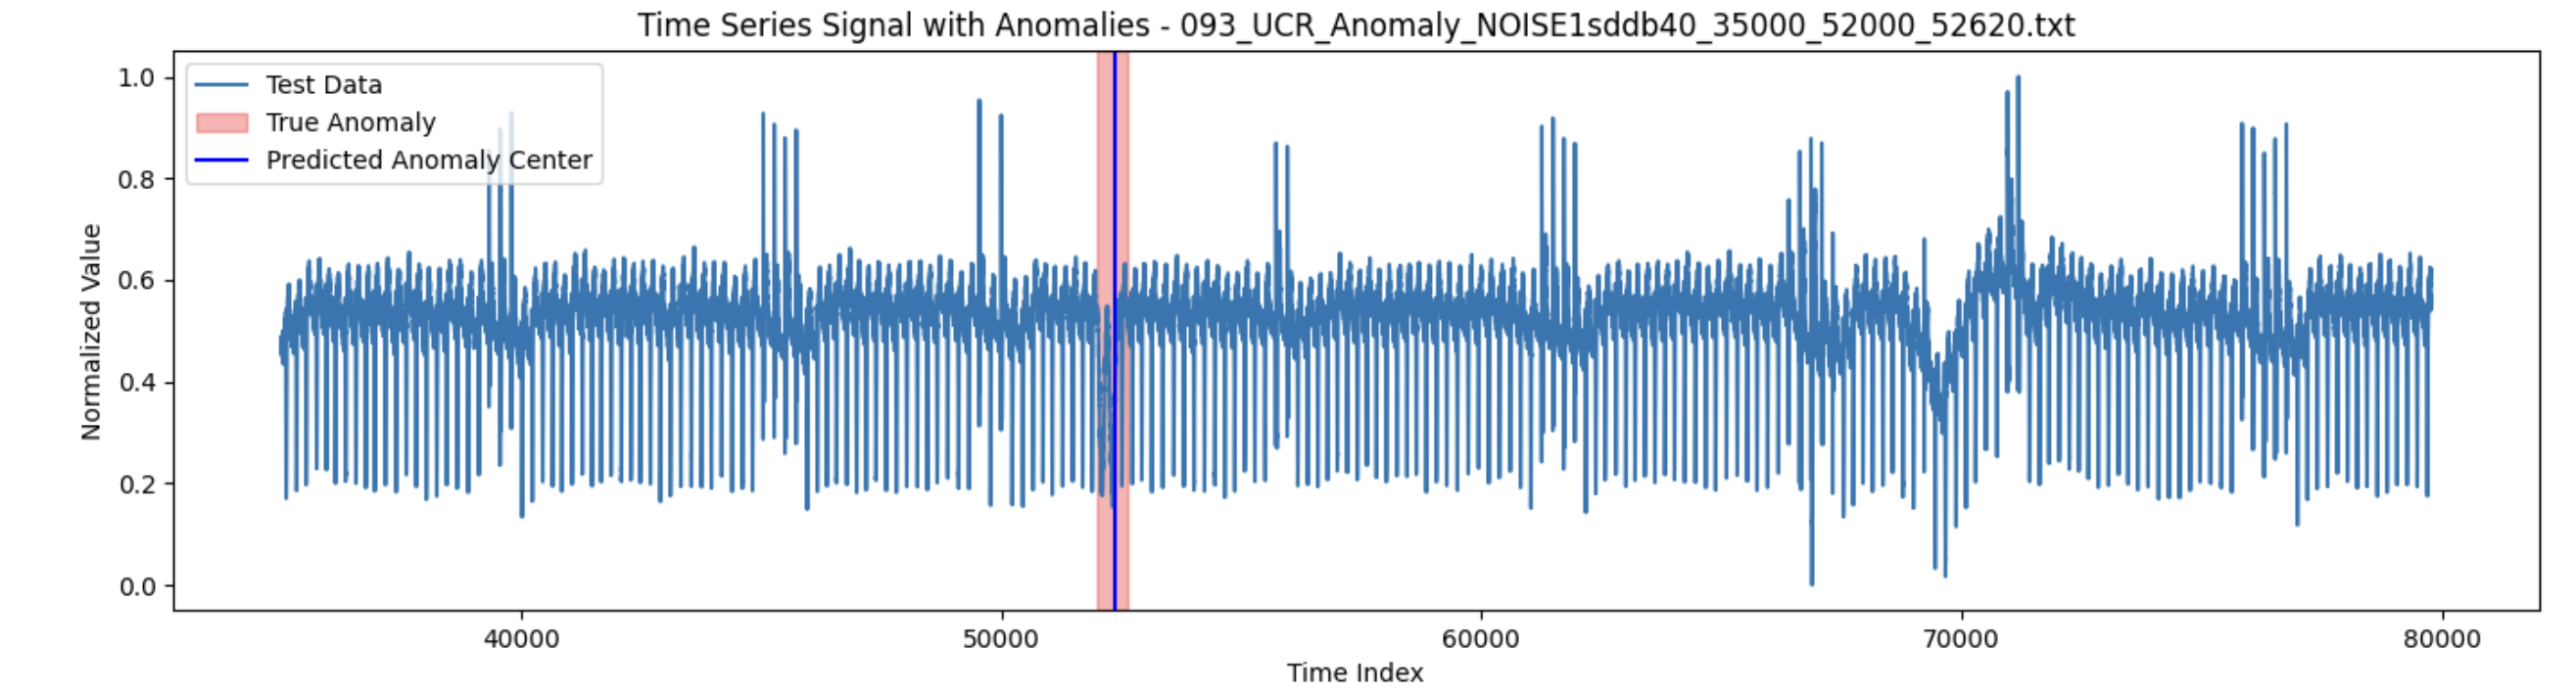 Time Series Signal with Anomalies - 093_UCR_Anomaly_NOISE1sddb40_35000_52000_52620.txt
Test Data
True Anomaly
Predicted Anomaly Center
Normalized Value
1.0
0.8
0.6
0.4
0.2
0.0
40000 50000 60000 70000 80000
Time Index